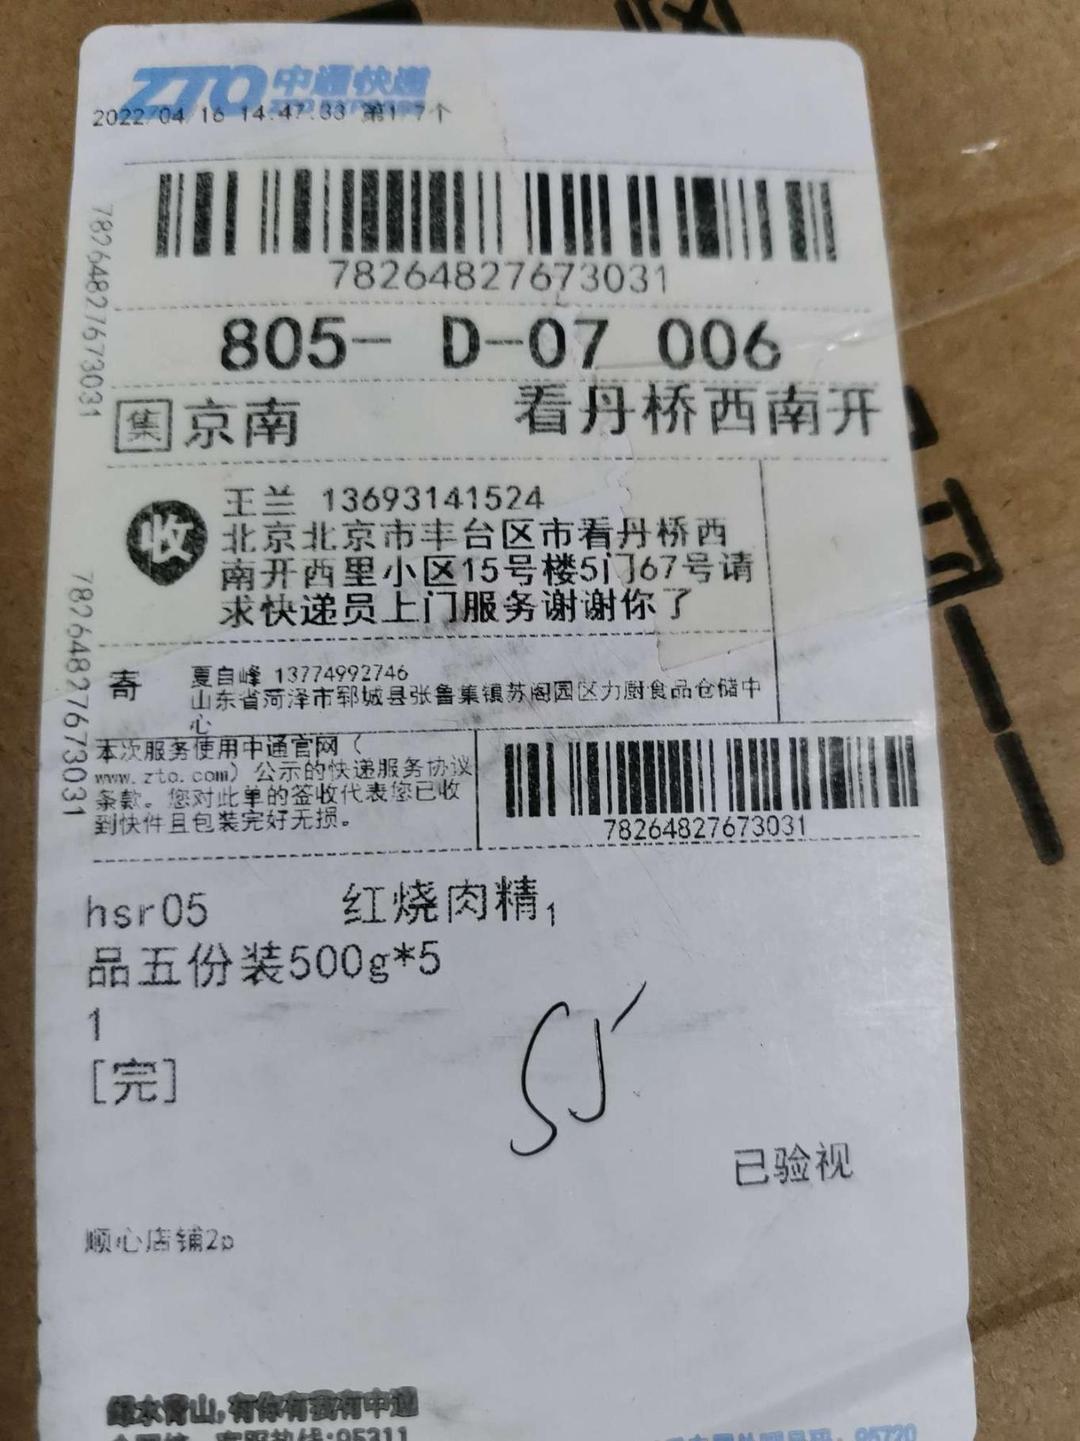 ZTO 中通快递
2022/04/16 14:47:33 第1/7个
78264827673031
78264827673031
805- D-07 006
集 京南 看丹桥西南开
收 王兰 13693141524
北京北京市丰台区市看丹桥西
南开西里小区15号楼5门67号请
求快递员上门服务谢谢你了
78264827673031
寄 夏自峰 13774992746
山东省菏泽市郓城县张鲁集镇苏阁园区力厨食品仓储中
心
本次服务使用中通官网（
www.zto.com）公示的快递服务协议
条款。您对此单的签收代表您已收
到快件且包装完好无损。
78264827673031
hsr05 红烧肉精1
品五份装500g*5
1
[完]
已验视
顺心店铺2p
绿水青山,有你有我有中通
客服热线:95311
95720